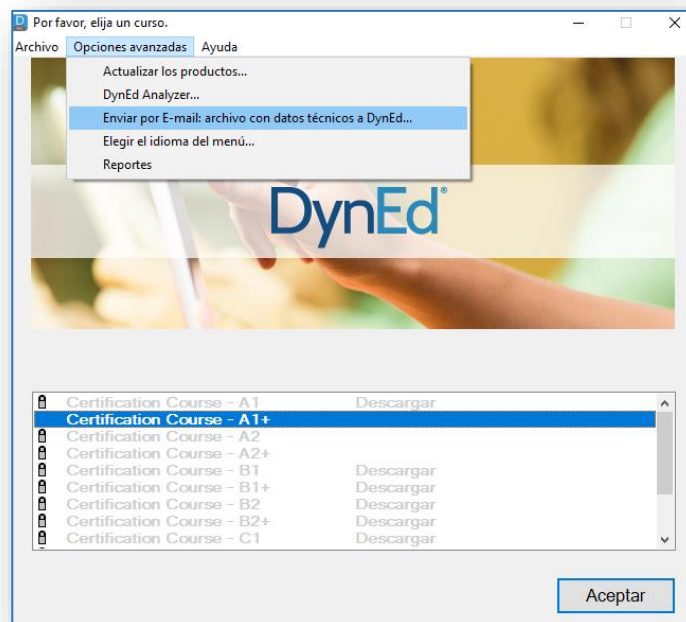 Por favor, elija un curso.
Archivo Opciones avanzadas Ayuda
Actualizar los productos...
DynEd Analyzer...
Enviar por E-mail: archivo con datos técnicos a DynEd...
Elegir el idioma del menú...
Reportes
DynEd®
Certification Course - A1 Descargar
Certification Course - A1+
Certification Course - A2
Certification Course - A2+
Certification Course - B1 Descargar
Certification Course - B1+ Descargar
Certification Course - B2 Descargar
Certification Course - B2+ Descargar
Certification Course - C1 Descargar
Aceptar